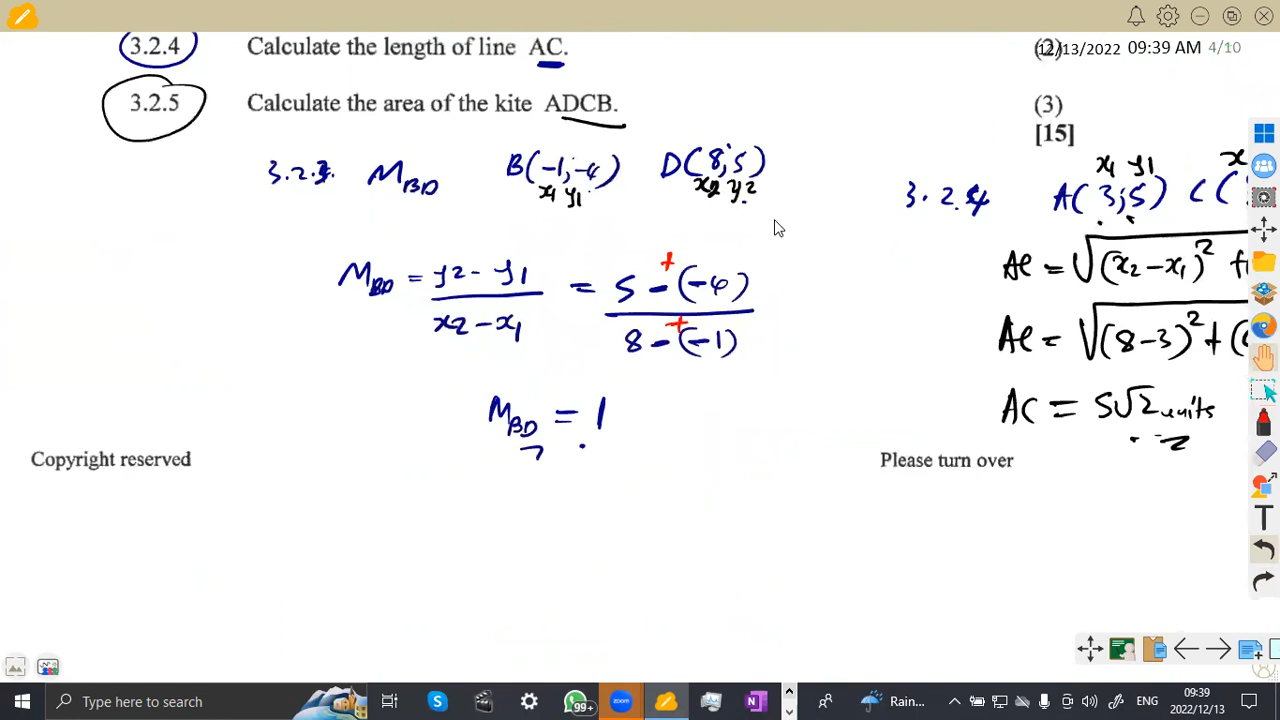 3.2.4 Calculate the length of line AC. (2)
12/13/2022 09:39 AM 4/10
3.2.5 Calculate the area of the kite ADCB. (3)
[15]
3.2.3. M_BD B(-1;-4) D(8;5)
x1 y1 x2 y2
M_BD = y2 - y1 / x2 - x1 = 5 - (-4) / 8 - (-1)
+ +
M_BD = 1
x1 y1
3.2.4 A(3;5) C(
AC = √(x2 - x1)² +
AC = √(8-3)² + (
AC = 5√2 units
Copyright reserved Please turn over
Type here to search
99+
zoom
Rain...
ENG
09:39
2022/12/13